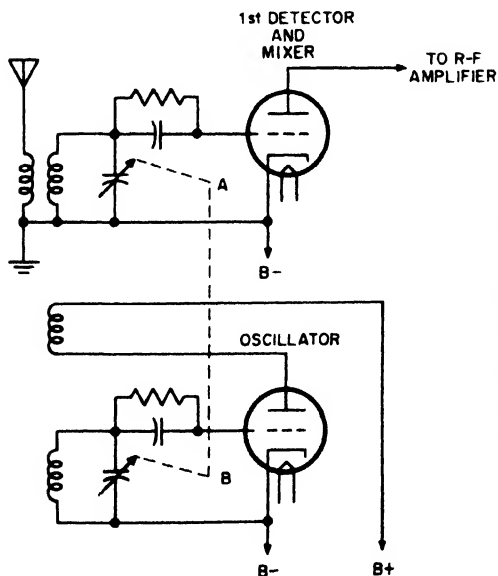 1st DETECTOR
AND
MIXER
TO R-F
AMPLIFIER
A
B-
OSCILLATOR
B
B-
B+